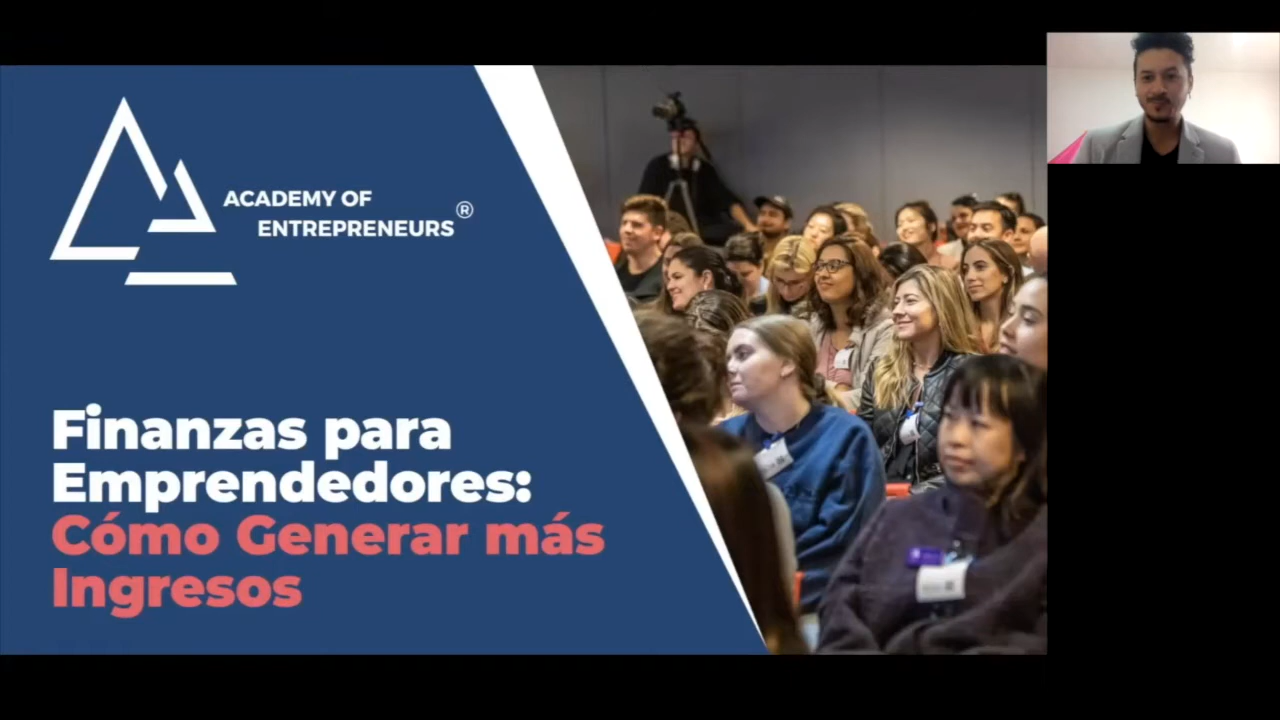 ACADEMY OF
ENTREPRENEURS®
Finanzas para
Emprendedores:
Cómo Generar más
Ingresos